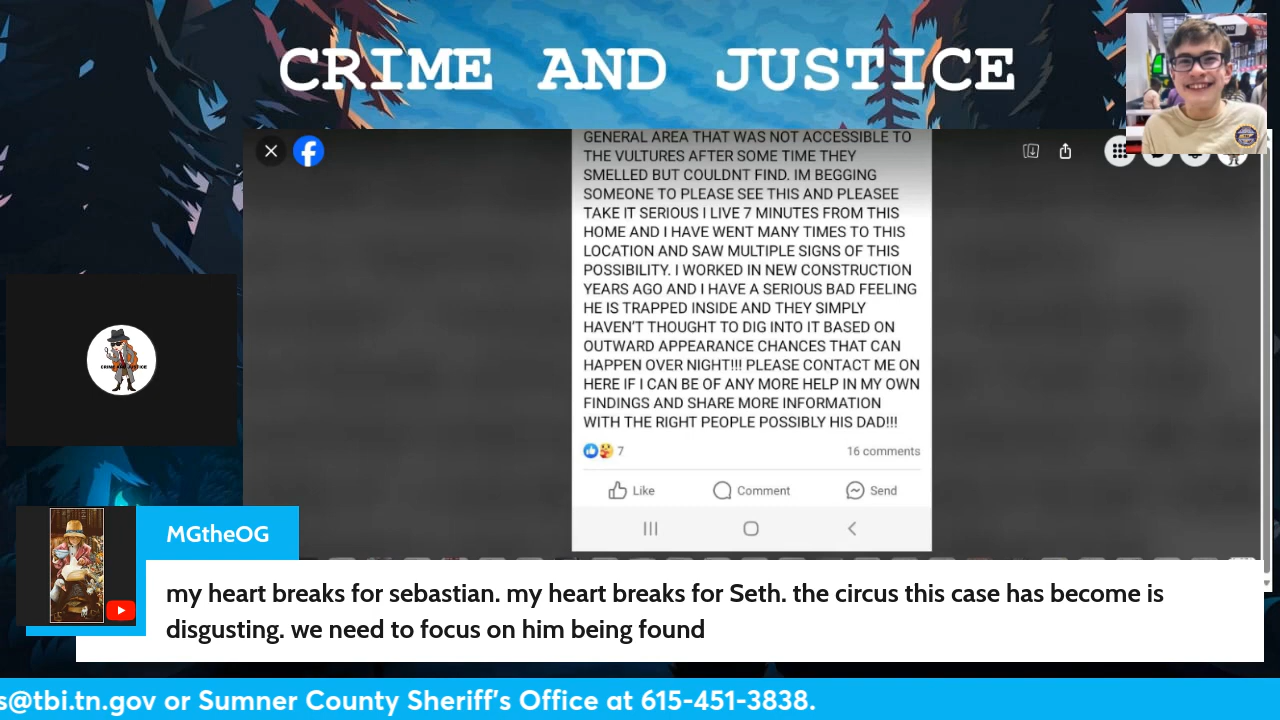 CRIME AND JUSTICE
GENERAL AREA THAT WAS NOT ACCESSIBLE TO
THE VULTURES AFTER SOME TIME THEY
SMELLED BUT COULDNT FIND. IM BEGGING
SOMEONE TO PLEASE SEE THIS AND PLEASEE
TAKE IT SERIOUS I LIVE 7 MINUTES FROM THIS
HOME AND I HAVE WENT MANY TIMES TO THIS
LOCATION AND SAW MULTIPLE SIGNS OF THIS
POSSIBILITY. I WORKED IN NEW CONSTRUCTION
YEARS AGO AND I HAVE A SERIOUS BAD FEELING
HE IS TRAPPED INSIDE AND THEY SIMPLY
HAVEN'T THOUGHT TO DIG INTO IT BASED ON
OUTWARD APPEARANCE CHANCES THAT CAN
HAPPEN OVER NIGHT!!! PLEASE CONTACT ME ON
HERE IF I CAN BE OF ANY MORE HELP IN MY OWN
FINDINGS AND SHARE MORE INFORMATION
WITH THE RIGHT PEOPLE POSSIBLY HIS DAD!!!
7
16 comments
Like
Comment
Send
CRIME AND JUSTICE
MGtheOG
my heart breaks for sebastian. my heart breaks for Seth. the circus this case has become is
disgusting. we need to focus on him being found
s@tbi.tn.gov or Sumner County Sheriff's Office at 615-451-3838.